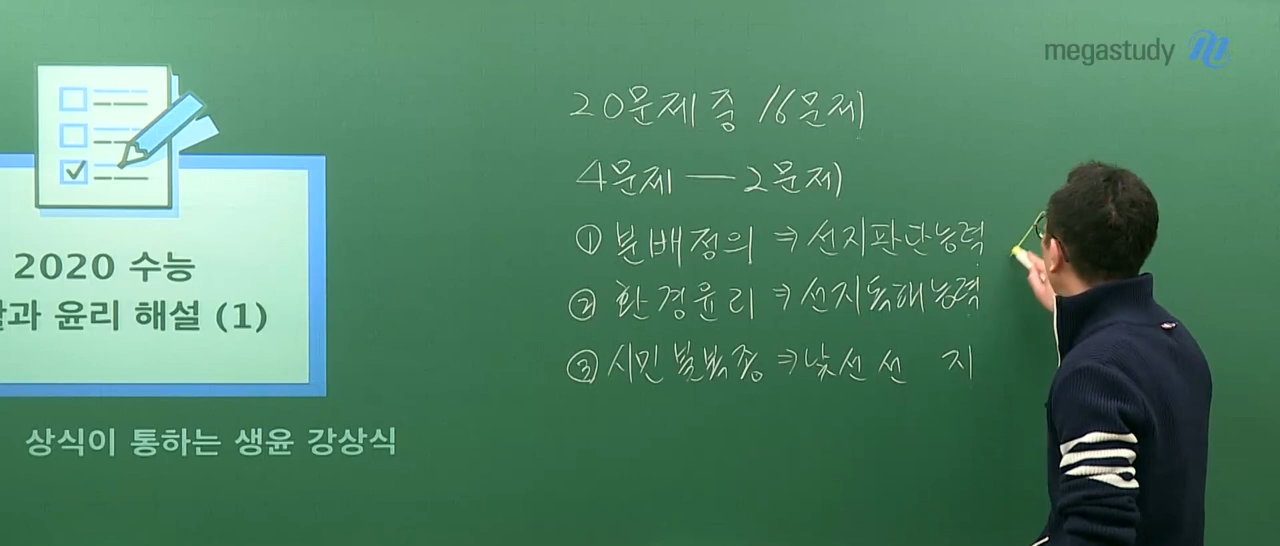 megastudy
20문제 중 16문제
4문제 — 2문제
① 분배정의 ⇒ 선지판단능력
② 환경윤리 ⇒ 선지독해능력
③ 시민불복종 ⇒ 낯선 선 지
2020 수능
과 윤리 해설 (1)
상식이 통하는 생윤 강상식